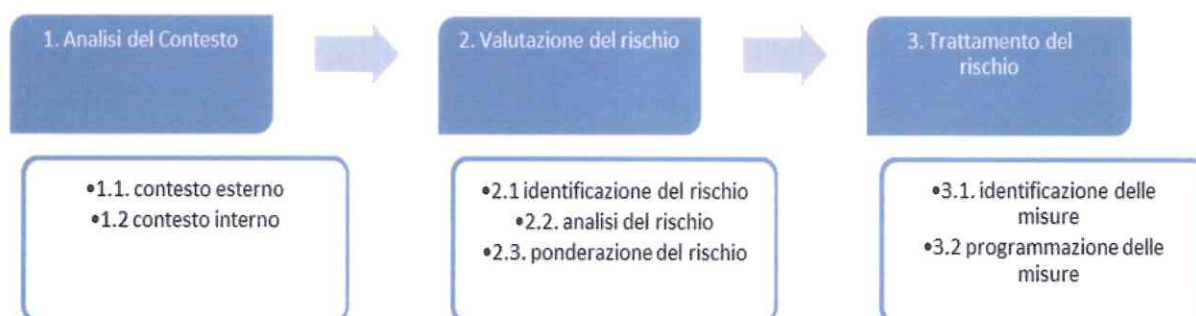 1. Analisi del Contesto
•1.1. contesto esterno
•1.2 contesto interno
2. Valutazione del rischio
•2.1 identificazione del rischio
•2.2. analisi del rischio
•2.3. ponderazione del rischio
3. Trattamento del
rischio
•3.1. identificazione delle
misure
•3.2 programmazione delle
misure